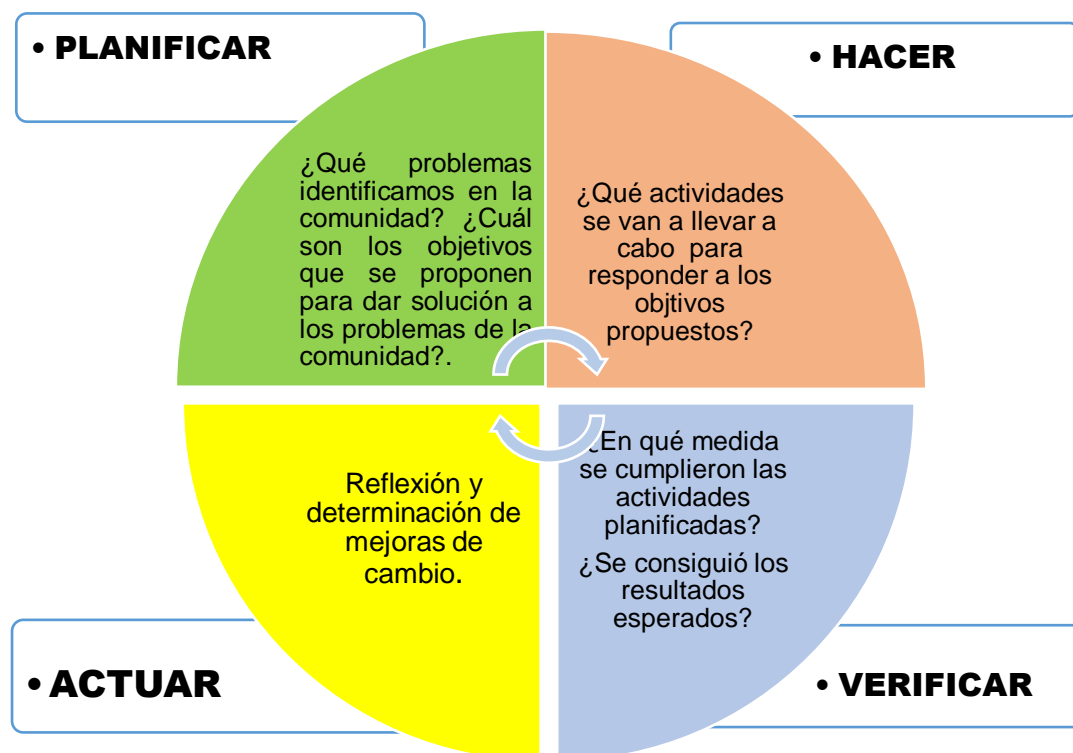 • PLANIFICAR
• HACER
¿Qué problemas
identificamos en la
comunidad? ¿Cuál
son los objetivos
que se proponen
para dar solución a
los problemas de la
comunidad?.
¿Qué actividades
se van a llevar a
cabo para
responder a los
objtivos
propuestos?
¿En qué medida
se cumplieron las
actividades
planificadas?
¿Se consiguió los
resultados
esperados?
Reflexión y
determinación de
mejoras de
cambio.
• ACTUAR
• VERIFICAR